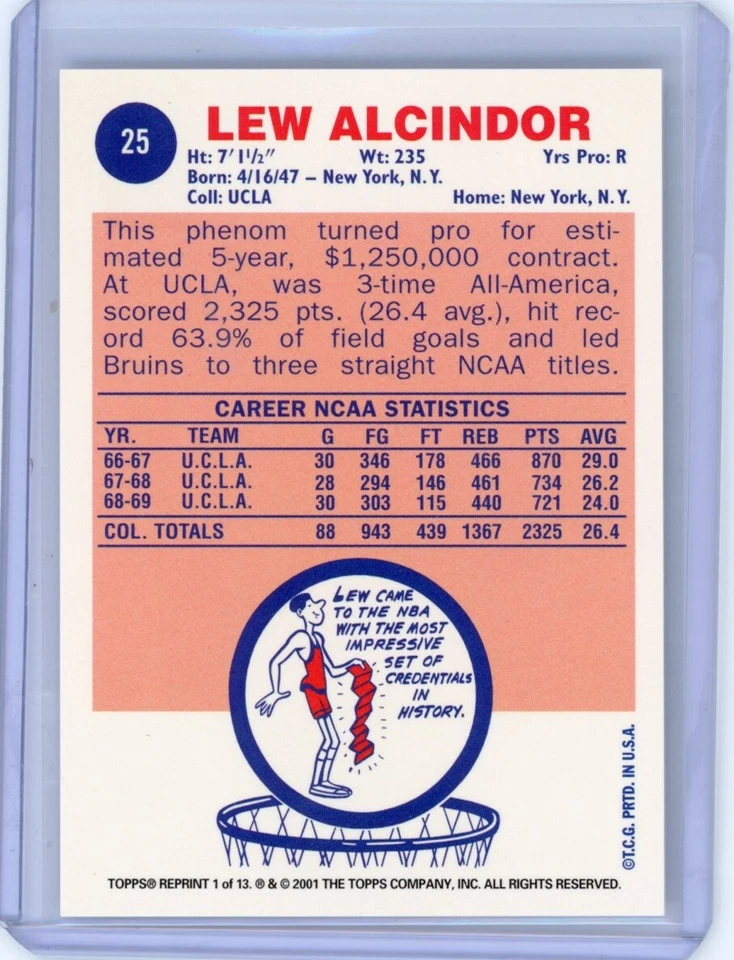 25
LEW ALCINDOR
Ht: 7'1½" Wt: 235 Yrs Pro: R
Born: 4/16/47 – New York, N.Y.
Coll: UCLA Home: New York, N.Y.
This phenom turned pro for esti-
mated 5-year, $1,250,000 contract.
At UCLA, was 3-time All-America,
scored 2,325 pts. (26.4 avg.), hit rec-
ord 63.9% of field goals and led
Bruins to three straight NCAA titles.
CAREER NCAA STATISTICS
YR. TEAM G FG FT REB PTS AVG
66-67 U.C.L.A. 30 346 178 466 870 29.0
67-68 U.C.L.A. 28 294 146 461 734 26.2
68-69 U.C.L.A. 30 303 115 440 721 24.0
COL. TOTALS 88 943 439 1367 2325 26.4
LEW CAME
TO THE NBA
WITH THE MOST
IMPRESSIVE
SET OF
CREDENTIALS
IN
HISTORY.
©T.C.G. PRTD. IN U.S.A.
TOPPS® REPRINT 1 of 13. ® & © 2001 THE TOPPS COMPANY, INC. ALL RIGHTS RESERVED.